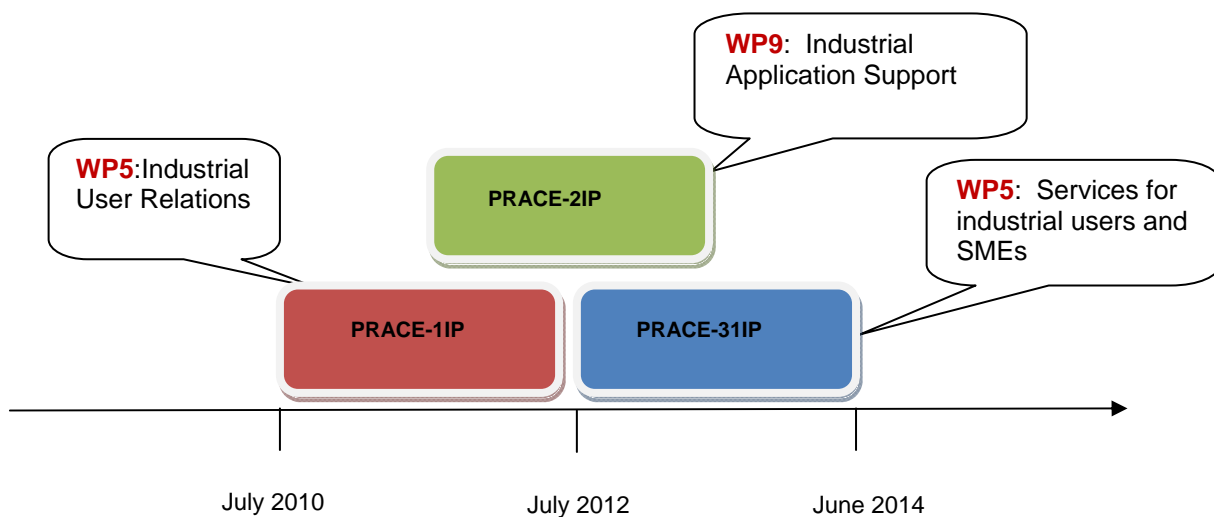 WP9: Industrial
Application Support
WP5:Industrial
User Relations
WP5: Services for
industrial users and
SMEs
PRACE-2IP
PRACE-1IP
PRACE-31IP
July 2010
July 2012
June 2014